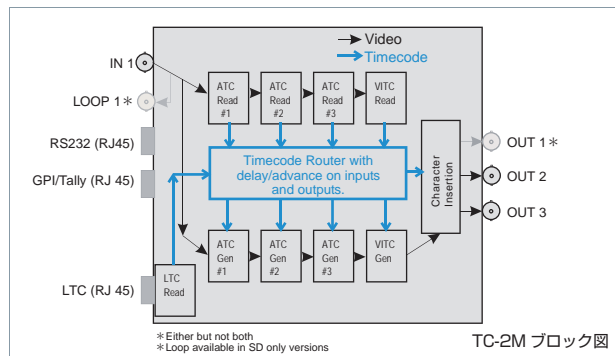 Video
Timecode
IN 1
LOOP 1*
RS232 (RJ45)
GPI/Tally (RJ 45)
LTC (RJ 45)
ATC
Read
#1
ATC
Read
#2
ATC
Read
#3
VITC
Read
Timecode Router with
delay/advance on inputs
and outputs.
Character
Insertion
OUT 1*
OUT 2
OUT 3
LTC
Read
ATC
Gen
#1
ATC
Gen
#2
ATC
Gen
#3
VITC
Gen
*Either but not both
*Loop available in SD only versions
TC-2M ブロック図